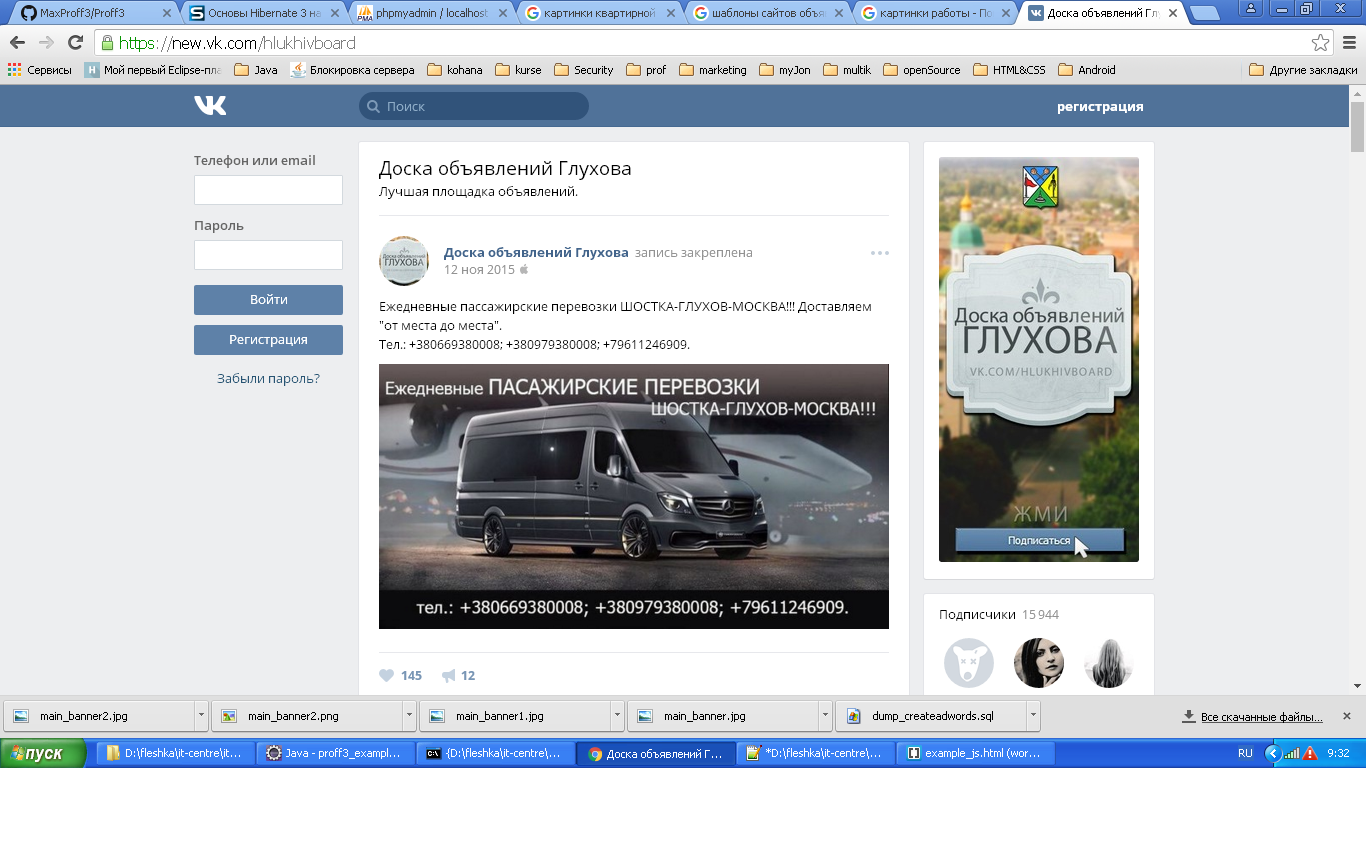 MaxProff3/Proff3
Основы Hibernate 3 на
phpmyadmin / localhost
картинки квартирной
шаблоны сайтов объя
картинки работы - По
Доска объявлений Глу
https://new.vk.com/hlukhivboard
Сервисы
Мой первый Eclipse-пла
Java
Блокировка сервера
kohana
kurse
Security
prof
marketing
myJon
multik
openSource
HTML&CSS
Android
Другие закладки
Поиск
регистрация
Телефон или email
Пароль
Войти
Регистрация
Забыли пароль?
Доска объявлений Глухова
Лучшая площадка объявлений.
Доска объявлений Глухова запись закреплена
12 ноя 2015
Ежедневные пассажирские перевозки ШОСТКА-ГЛУХОВ-МОСКВА!!! Доставляем
"от места до места".
Тел.: +380669380008; +380979380008; +79611246909.
Ежедневные ПАСАЖИРСКИЕ ПЕРЕВОЗКИ
ШОСТКА-ГЛУХОВ-МОСКВА!!!
тел.: +380669380008; +380979380008; +79611246909.
145
12
Доска объявлений
ГЛУХОВА
VK.COM/HLUKHIVBOARD
ЖМИ
Подписаться
Подписчики 15 944
main_banner2.jpg
main_banner2.png
main_banner1.jpg
main_banner.jpg
dump_createadwords.sql
Все скачанные файлы...
пуск
D:\fleshka\it-centre\it...
Java - proff3_exampl...
{D:\fleshka\it-centre\...
Доска объявлений Г...
*D:\fleshka\it-centre\...
example_js.html (wor...
RU
9:32